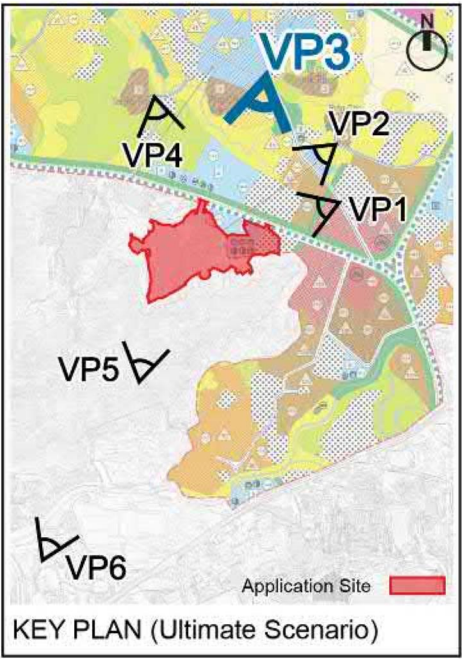 N
VP3
VP2
VP4
VP1
VP5
VP6
Application Site
KEY PLAN (Ultimate Scenario)